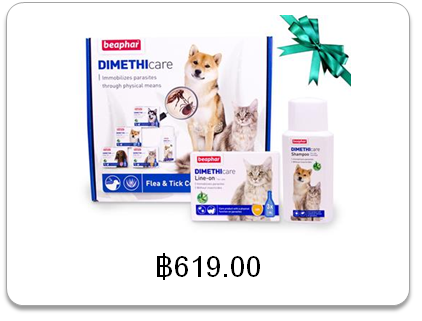 beaphar
DIMETHIcare
Immobilizes parasites
through physical means
Flea & Tick
beaphar
DIMETHIcare
Line-on
beaphar
DIMETHIcare
Shampoo
฿619.00